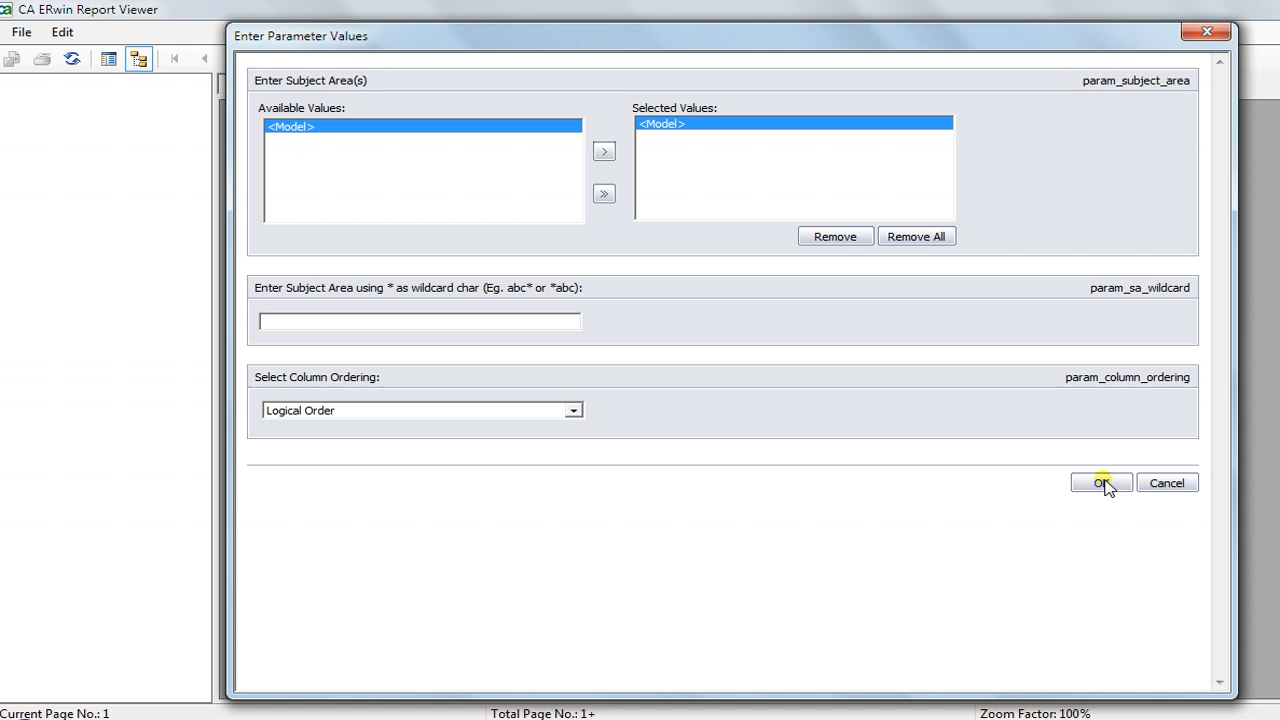 CA ERwin Report Viewer
File Edit
Enter Parameter Values
Enter Subject Area(s) param_subject_area
Available Values: Selected Values:
<Model> <Model>
>
»
Remove Remove All
Enter Subject Area using * as wildcard char (Eg. abc* or *abc): param_sa_wildcard
Select Column Ordering: param_column_ordering
Logical Order
OK Cancel
Current Page No.: 1 Total Page No.: 1+ Zoom Factor: 100%